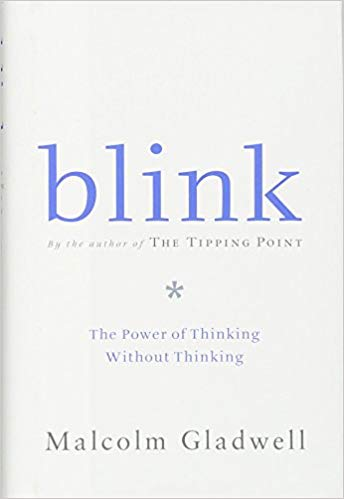 blink
By the author of THE TIPPING POINT
*
The Power of Thinking
Without Thinking
Malcolm Gladwell